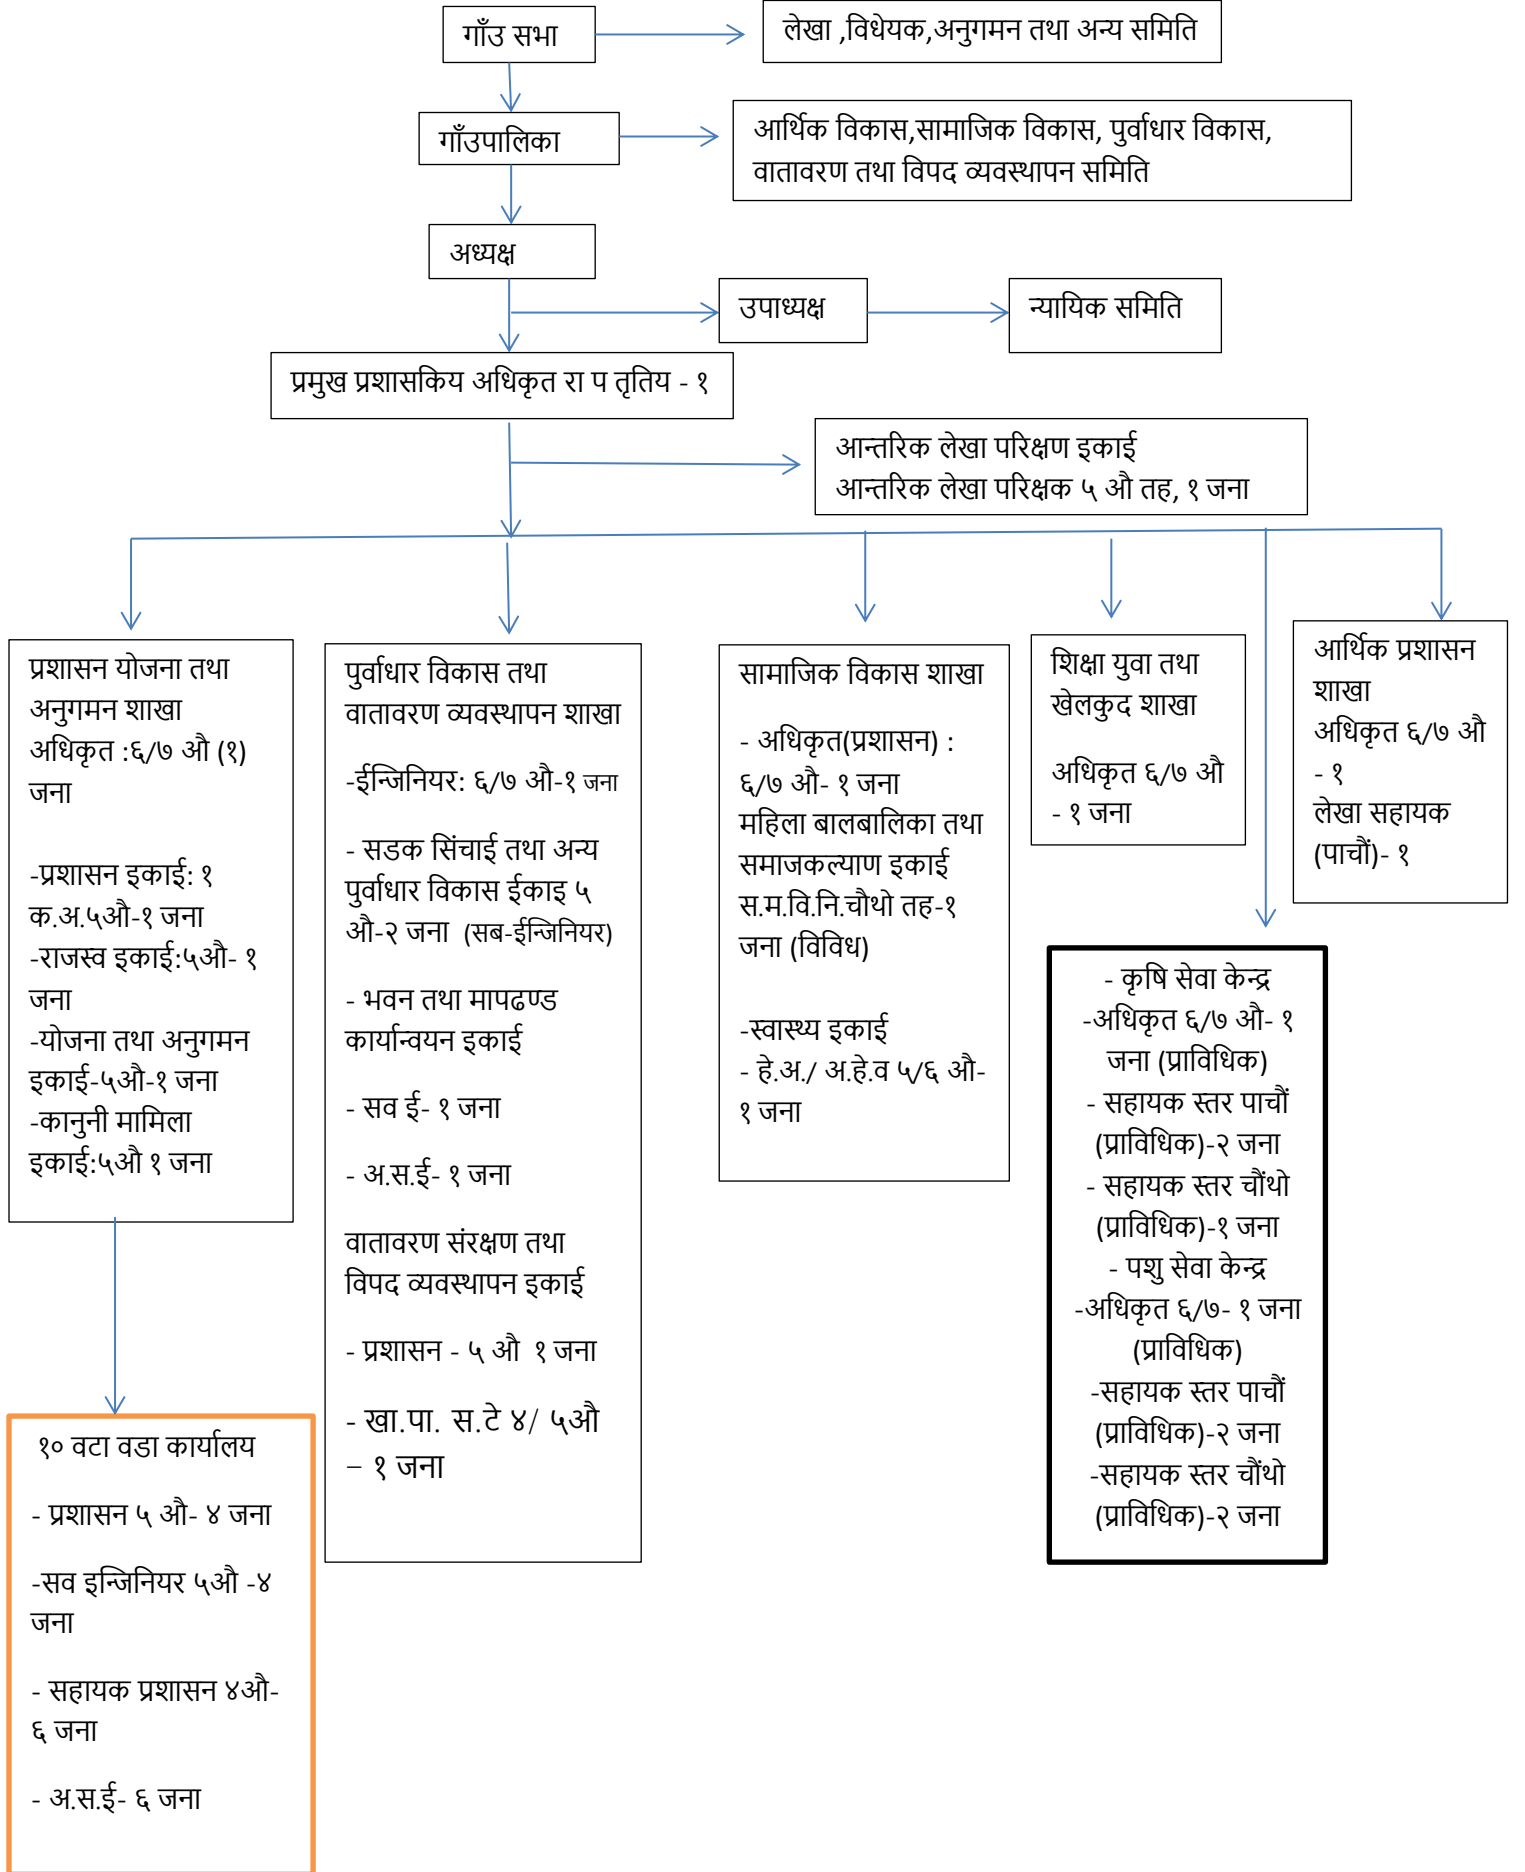 गाँउ सभा
लेखा ,विधेयक,अनुगमन तथा अन्य समिति
गाँउपालिका
आर्थिक विकास,सामाजिक विकास, पुर्वाधार विकास,
वातावरण तथा विपद व्यवस्थापन समिति
अध्यक्ष
उपाध्यक्ष
न्यायिक समिति
प्रमुख प्रशासकिय अधिकृत रा प तृतिय - १
आन्तरिक लेखा परिक्षण इकाई
आन्तरिक लेखा परिक्षक ५ औ तह, १ जना
प्रशासन योजना तथा
अनुगमन शाखा
अधिकृत :६/७ औ (१)
जना
-प्रशासन इकाई: १
क.अ.५औ-१ जना
-राजस्व इकाई:५औ- १
जना
-योजना तथा अनुगमन
इकाई-५औ-१ जना
-कानुनी मामिला
इकाई:५औ १ जना
पुर्वाधार विकास तथा
वातावरण व्यवस्थापन शाखा
-ईन्जिनियर: ६/७ औ-१ जना
- सडक सिंचाई तथा अन्य
पुर्वाधार विकास ईकाइ ५
औ-२ जना (सब-ईन्जिनियर)
- भवन तथा मापढण्ड
कार्यान्वयन इकाई
- सव ई- १ जना
- अ.स.ई- १ जना
वातावरण संरक्षण तथा
विपद व्यवस्थापन इकाई
- प्रशासन - ५ औ १ जना
- खा.पा. स.टे ४/ ५औ
– १ जना
सामाजिक विकास शाखा
- अधिकृत(प्रशासन) :
६/७ औ- १ जना
महिला बालबालिका तथा
समाजकल्याण इकाई
स.म.वि.नि.चौथो तह-१
जना (विविध)
-स्वास्थ्य इकाई
- हे.अ./ अ.हे.व ५/६ औ-
१ जना
शिक्षा युवा तथा
खेलकुद शाखा
अधिकृत ६/७ औ
- १ जना
आर्थिक प्रशासन
शाखा
अधिकृत ६/७ औ
- १
लेखा सहायक
(पाचौं)- १
- कृषि सेवा केन्द्र
-अधिकृत ६/७ औ- १
जना (प्राविधिक)
- सहायक स्तर पाचौं
(प्राविधिक)-२ जना
- सहायक स्तर चौंथो
(प्राविधिक)-१ जना
- पशु सेवा केन्द्र
-अधिकृत ६/७- १ जना
(प्राविधिक)
-सहायक स्तर पाचौं
(प्राविधिक)-२ जना
-सहायक स्तर चौंथो
(प्राविधिक)-२ जना
१० वटा वडा कार्यालय
- प्रशासन ५ औ- ४ जना
-सव इन्जिनियर ५औ -४
जना
- सहायक प्रशासन ४औ-
६ जना
- अ.स.ई- ६ जना